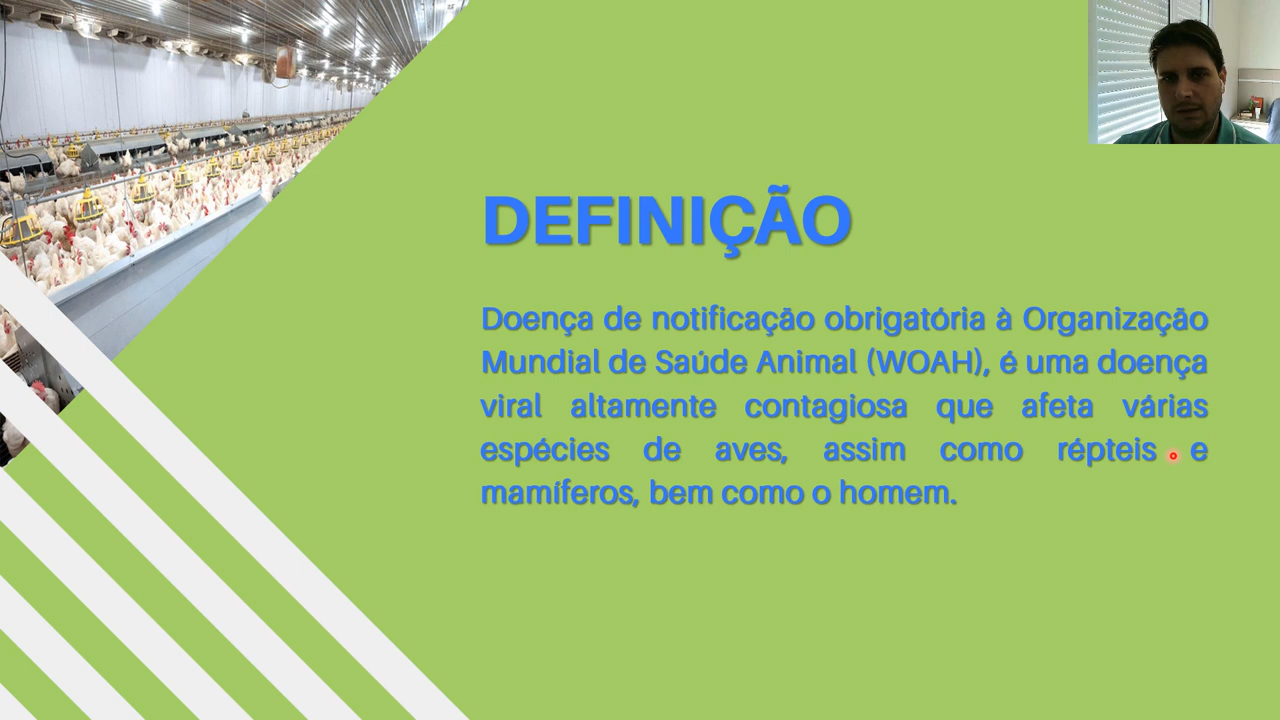 DEFINIÇÃO
Doença de notificação obrigatória à Organização
Mundial de Saúde Animal (WOAH), é uma doença
viral altamente contagiosa que afeta várias
espécies de aves, assim como répteis e
mamíferos, bem como o homem.